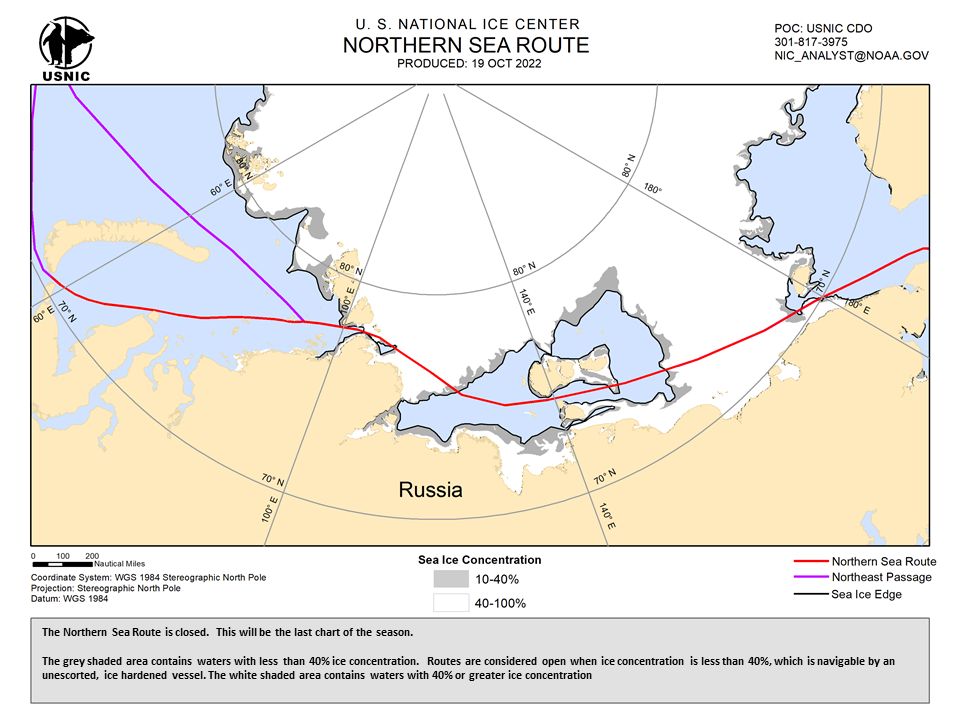 U. S. NATIONAL ICE CENTER
NORTHERN SEA ROUTE
PRODUCED: 19 OCT 2022
USNIC
POC: USNIC CDO
301-817-3975
NIC_ANALYST@NOAA.GOV
80° N
60° E
80° N
180°
80° N
80° N
100° E
140° E
70° N
180° E
60° E
70° N
70° N
100° E
70° N
140° E
Russia
0 100 200
Nautical Miles
Coordinate System: WGS 1984 Stereographic North Pole
Projection: Stereographic North Pole
Datum: WGS 1984
Sea Ice Concentration
10-40%
40-100%
Northern Sea Route
Northeast Passage
Sea Ice Edge
The Northern Sea Route is closed. This will be the last chart of the season.
The grey shaded area contains waters with less than 40% ice concentration. Routes are considered open when ice concentration is less than 40%, which is navigable by an
unescorted, ice hardened vessel. The white shaded area contains waters with 40% or greater ice concentration